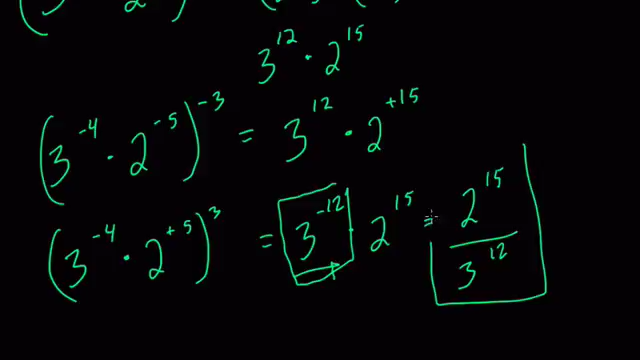 3^12 · 2^15
(3^-4 · 2^-5)^-3 = 3^12 · 2^+15
(3^-4 · 2^+5)^3 = 3^-12 · 2^15 = 2^15 / 3^12